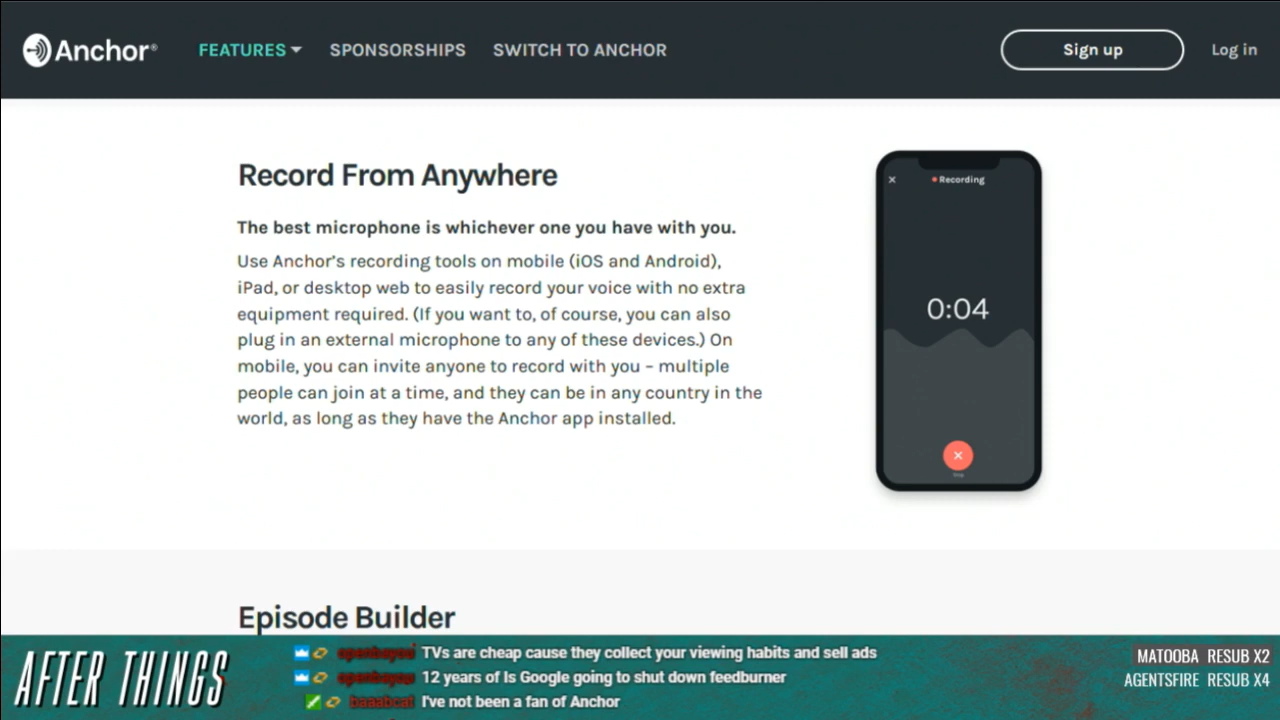 Anchor®
FEATURES SPONSORSHIPS SWITCH TO ANCHOR
Sign up
Log in
Record From Anywhere
The best microphone is whichever one you have with you.
Use Anchor's recording tools on mobile (iOS and Android),
iPad, or desktop web to easily record your voice with no extra
equipment required. (If you want to, of course, you can also
plug in an external microphone to any of these devices.) On
mobile, you can invite anyone to record with you – multiple
people can join at a time, and they can be in any country in the
world, as long as they have the Anchor app installed.
Recording
0:04
Episode Builder
AFTER THINGS
TVs are cheap cause they collect your viewing habits and sell ads
12 years of Is Google going to shut down feedburner
baaabcat I've not been a fan of Anchor
MATOOBA RESUB X2
AGENTSFIRE RESUB X4